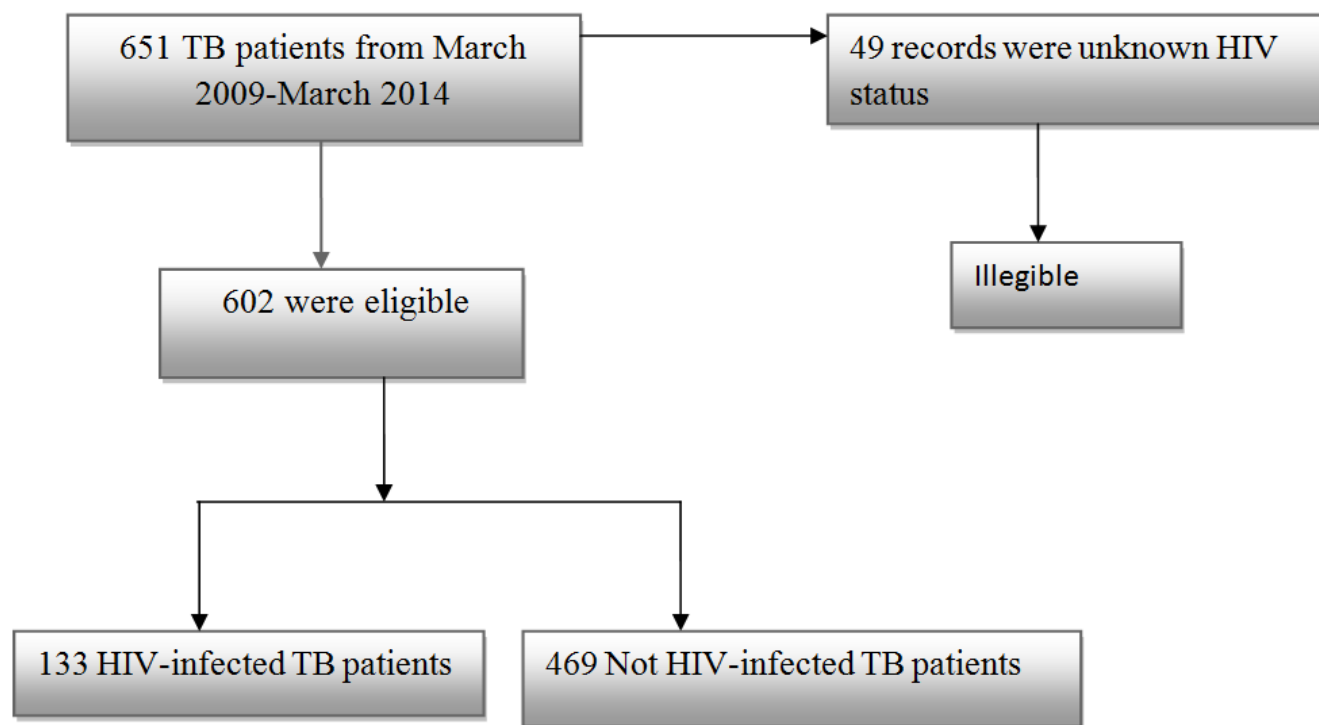 651 TB patients from March
2009-March 2014
49 records were unknown HIV
status
602 were eligible
Illegible
133 HIV-infected TB patients
469 Not HIV-infected TB patients